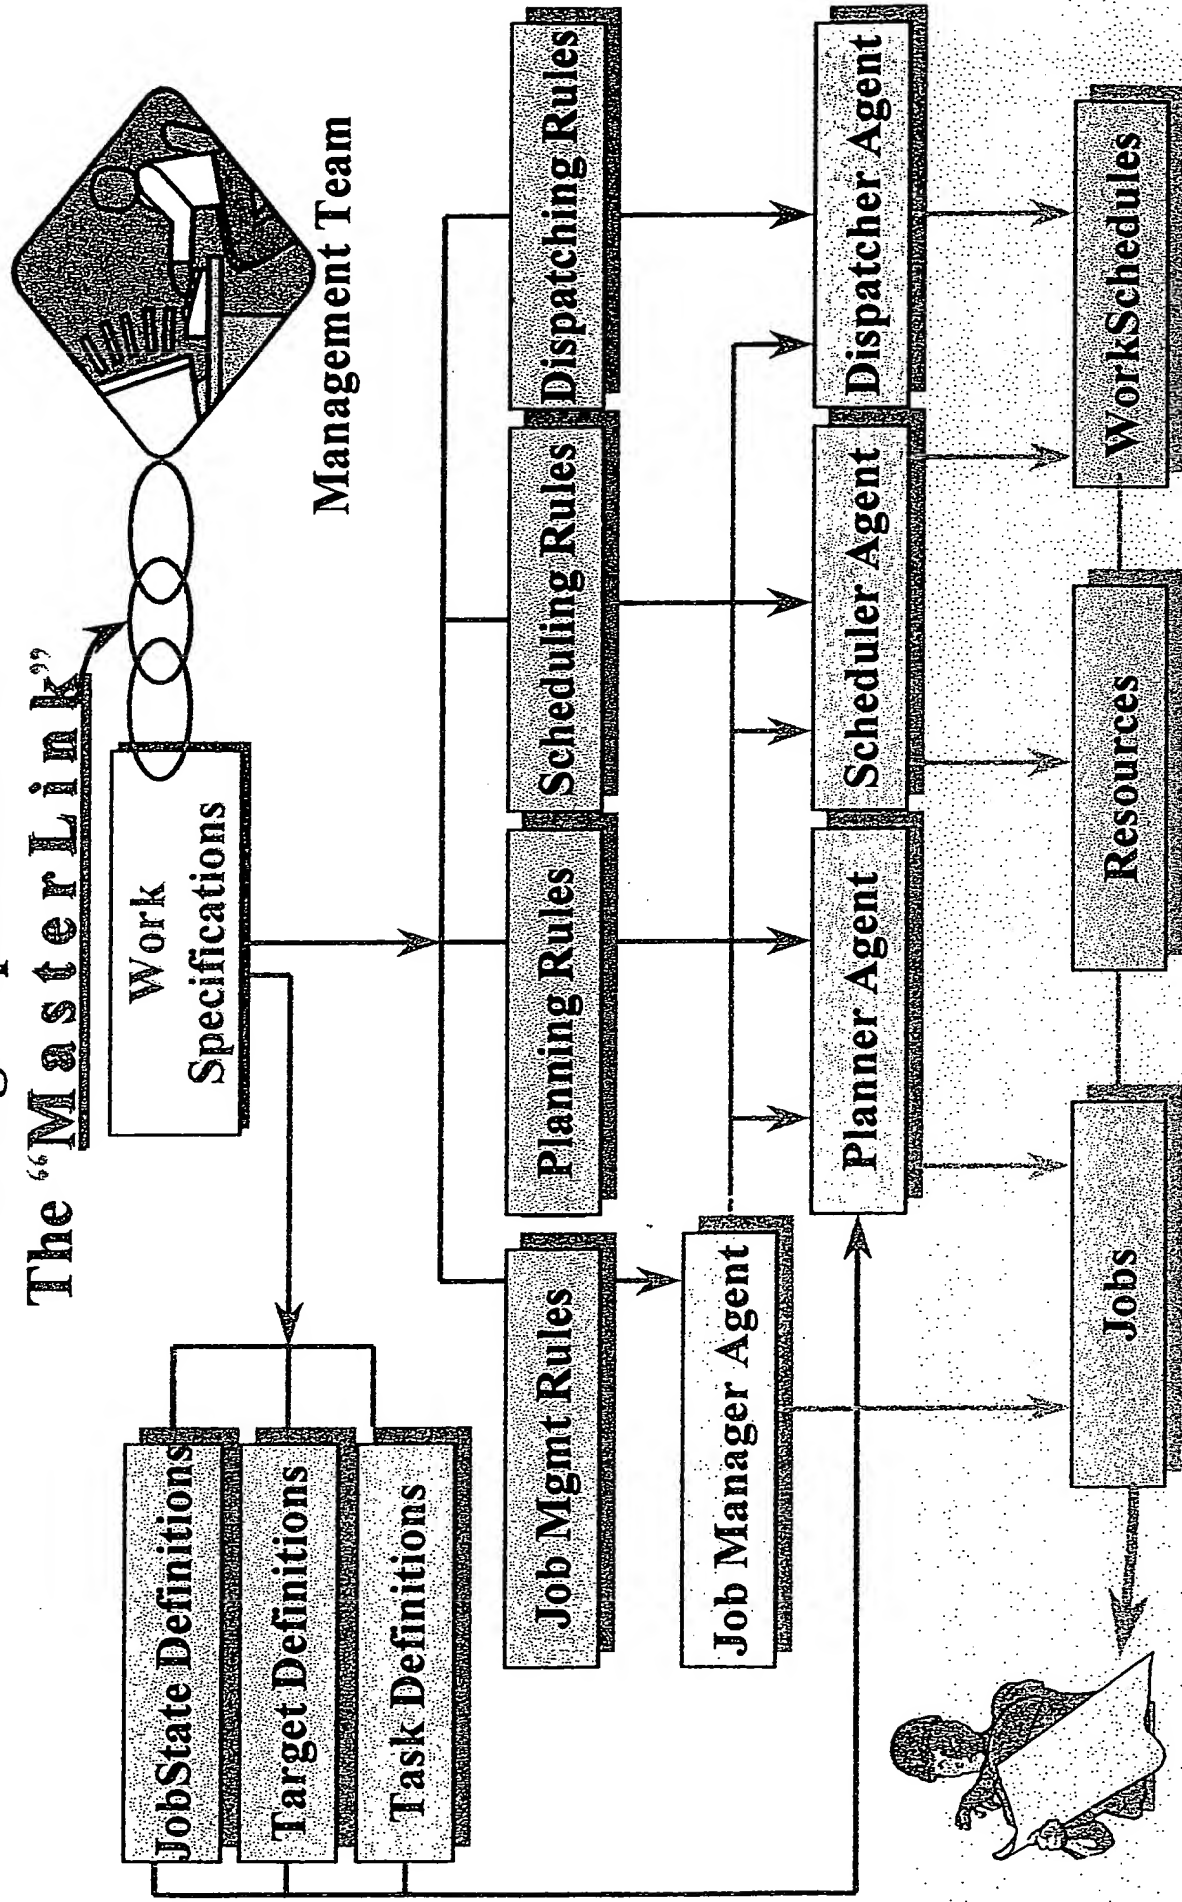 The “MasterLink”
Work
Specifications
Management Team
JobState Definitions
Target Definitions
Task Definitions
Job Mgmt Rules
Planning Rules
Scheduling Rules
Dispatching Rules
Job Manager Agent
Planner Agent
Scheduler Agent
Dispatcher Agent
Jobs
Resources
WorkSchedules